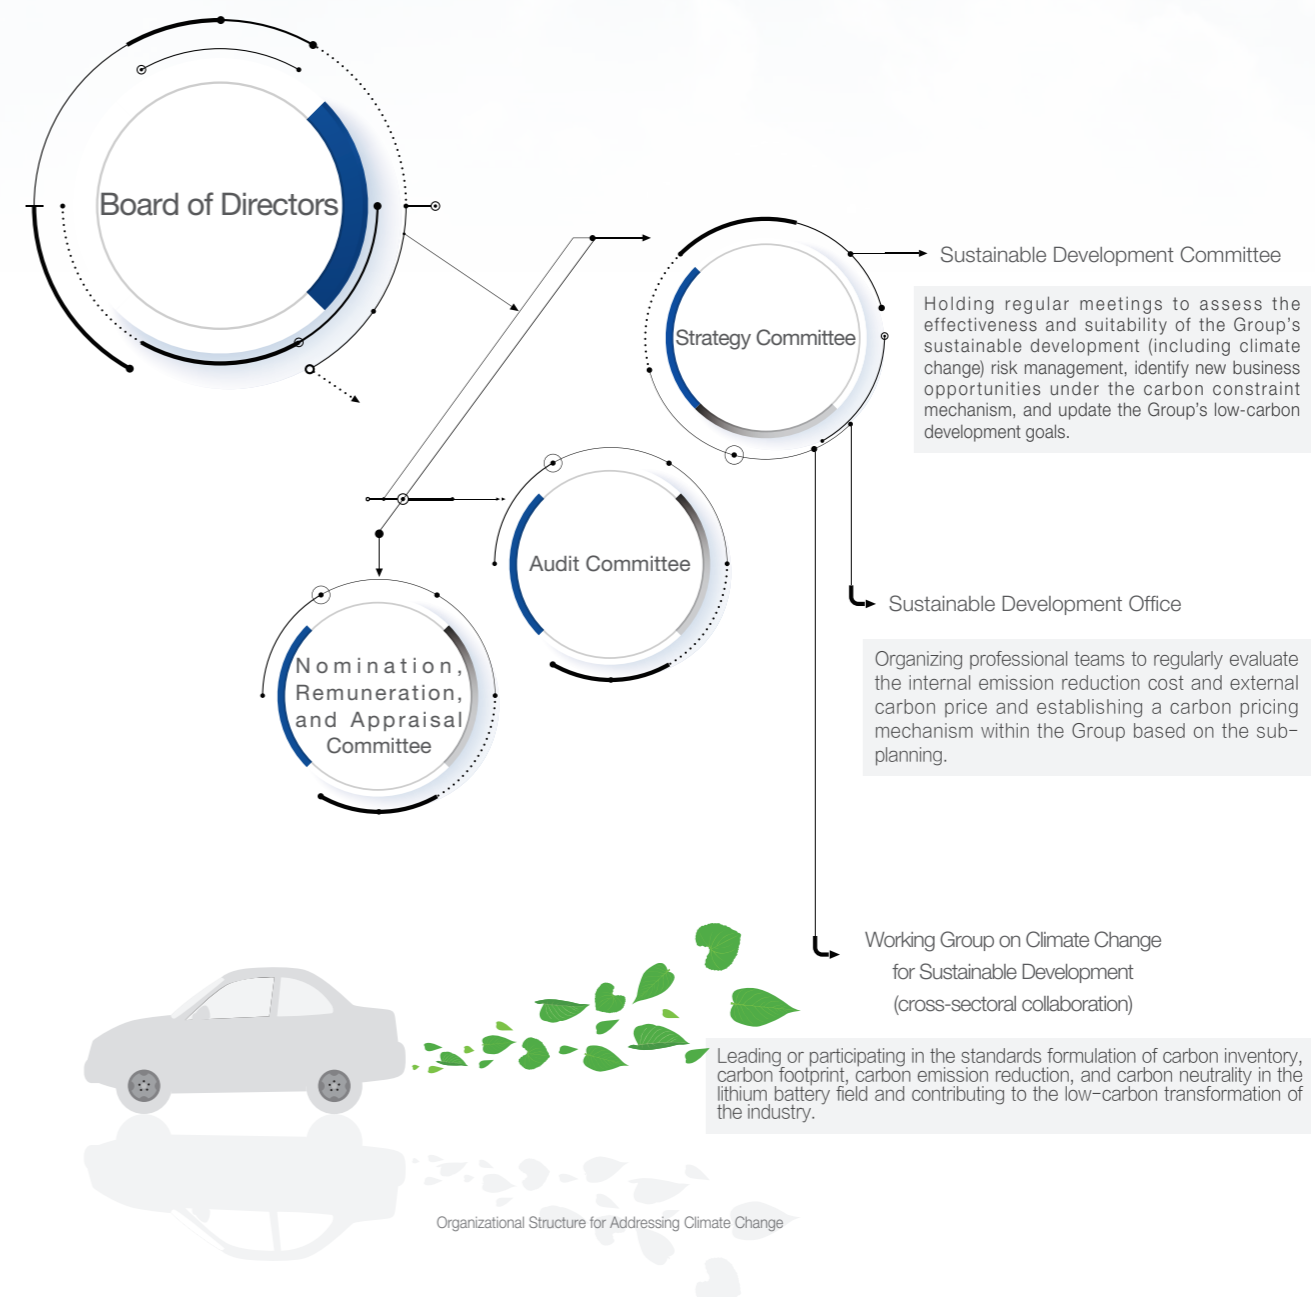 Board of Directors
Strategy Committee
Sustainable Development Committee
Holding regular meetings to assess the
effectiveness and suitability of the Group's
sustainable development (including climate
change) risk management, identify new business
opportunities under the carbon constraint
mechanism, and update the Group's low-carbon
development goals.
Audit Committee
Nomination,
Remuneration,
and Appraisal
Committee
Sustainable Development Office
Organizing professional teams to regularly evaluate
the internal emission reduction cost and external
carbon price and establishing a carbon pricing
mechanism within the Group based on the sub-
planning.
Working Group on Climate Change
for Sustainable Development
(cross-sectoral collaboration)
Leading or participating in the standards formulation of carbon inventory,
carbon footprint, carbon emission reduction, and carbon neutrality in the
lithium battery field and contributing to the low-carbon transformation of
the industry.
Organizational Structure for Addressing Climate Change